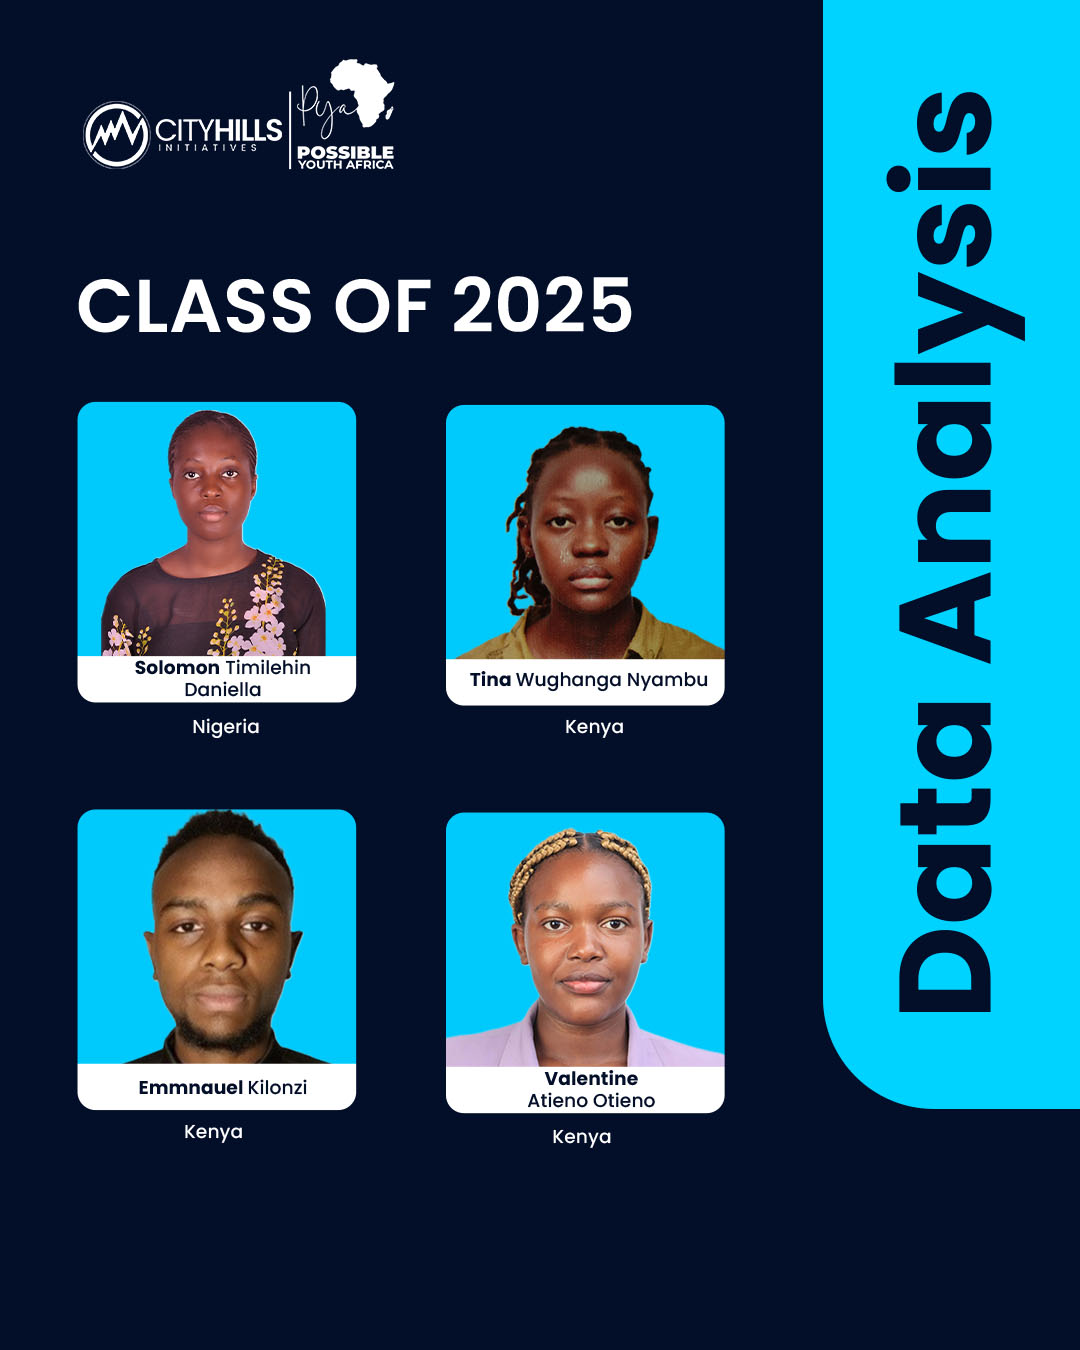 CITYHILLS
INITIATIVES
Pya
POSSIBLE
YOUTH AFRICA
CLASS OF 2025
Solomon Timilehin
Daniella
Nigeria
Tina Wughanga Nyambu
Kenya
Emmnauel Kilonzi
Kenya
Valentine
Atieno Otieno
Kenya
Data Analysis